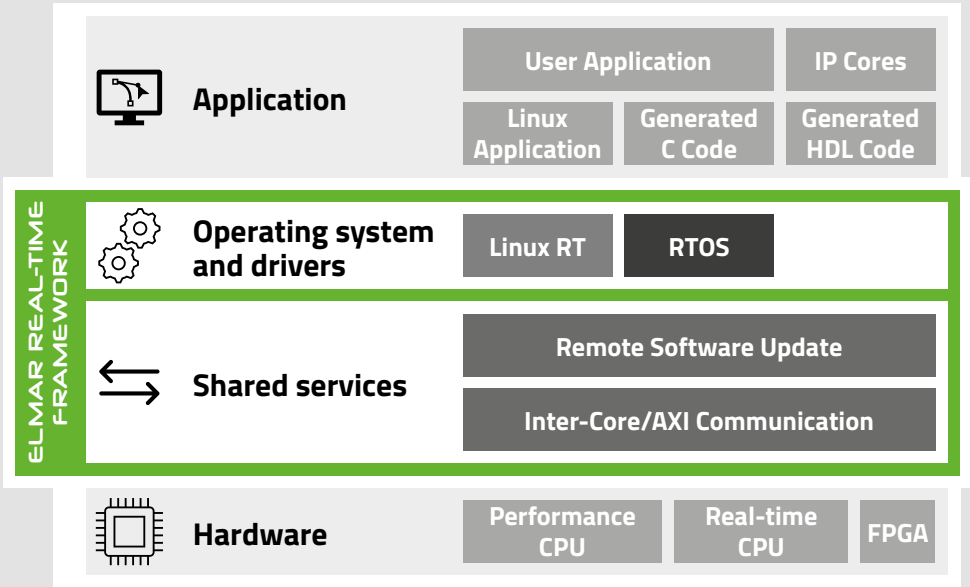 Application
User Application
IP Cores
Linux
Application
Generated
C Code
Generated
HDL Code
ELMAR REAL-TIME
FRAMEWORK
Operating system
and drivers
Linux RT
RTOS
Shared services
Remote Software Update
Inter-Core/AXI Communication
Hardware
Performance
CPU
Real-time
CPU
FPGA